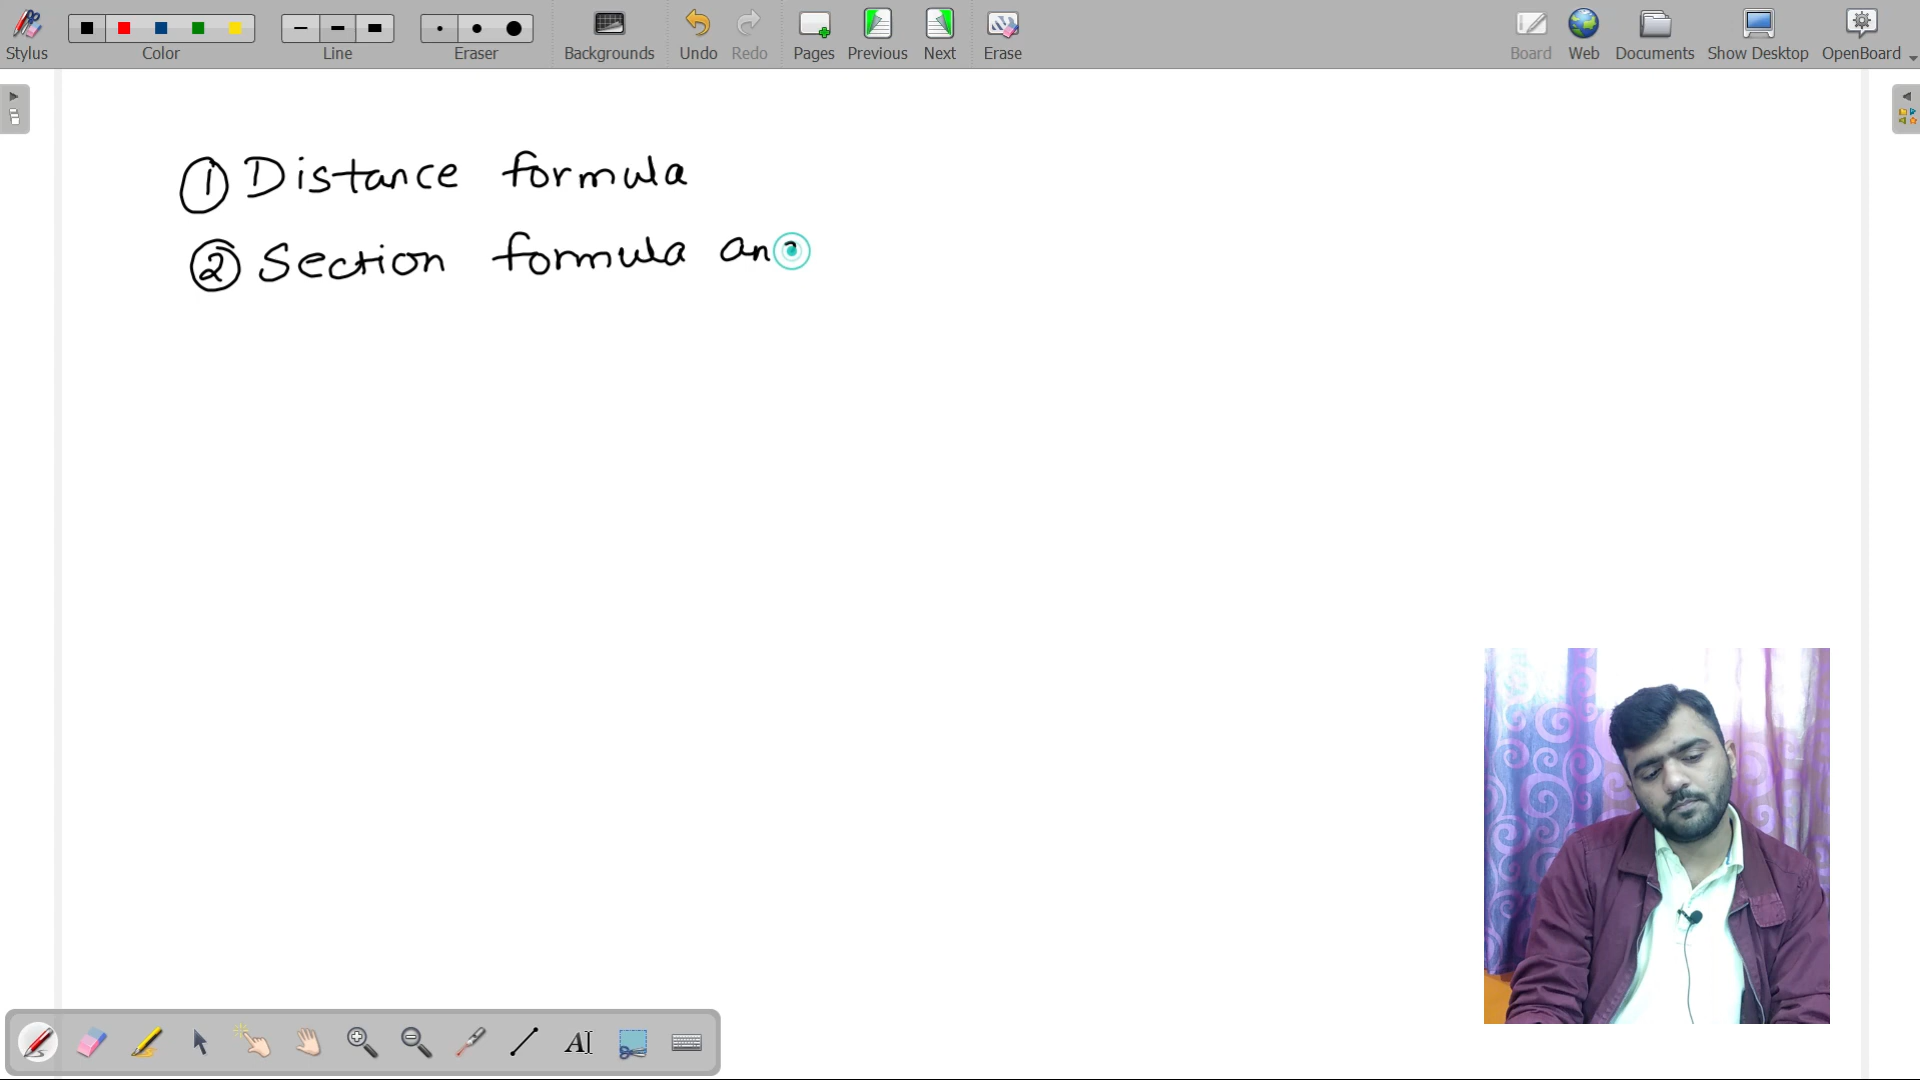 Stylus Color Line Eraser Backgrounds Undo Redo Pages Previous Next Erase Board Web Documents Show Desktop OpenBoard
① Distance formula
② Section formula an
AI